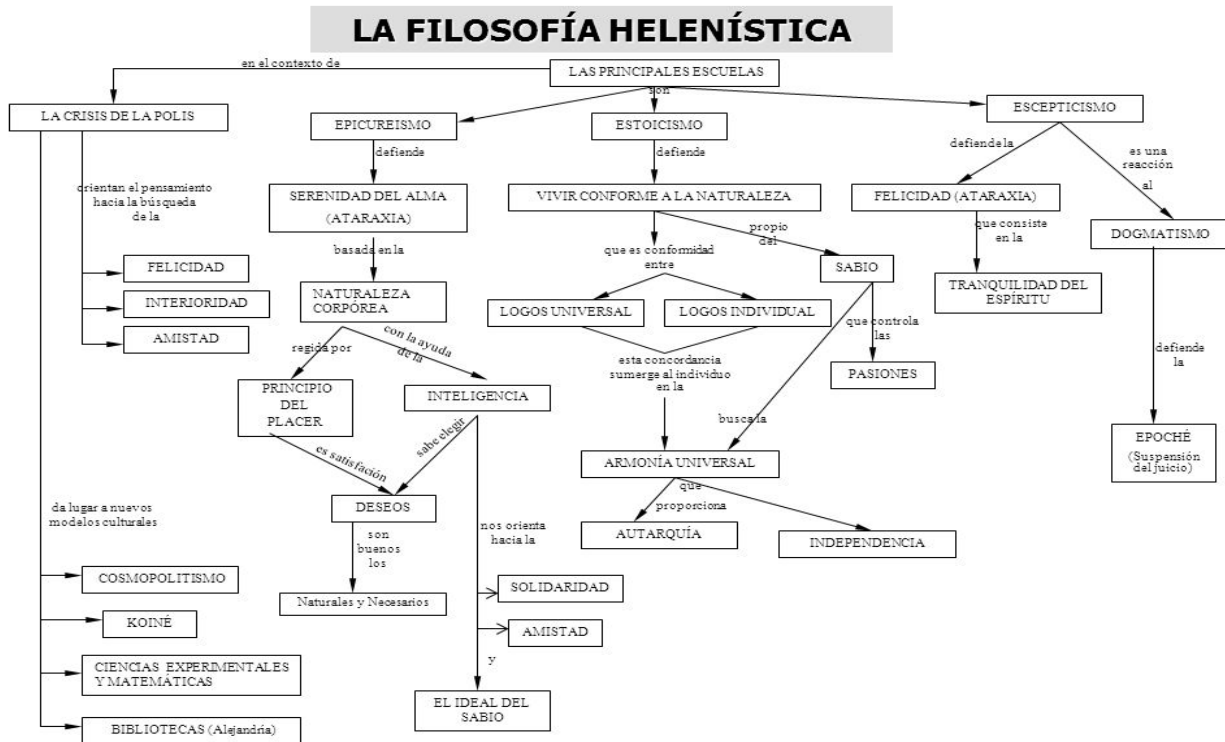 LA FILOSOFÍA HELENÍSTICA
en el contexto de
LAS PRINCIPALES ESCUELAS
son
LA CRISIS DE LA POLIS
orientan el pensamiento
hacia la búsqueda
de la
FELICIDAD
INTERIORIDAD
AMISTAD
da lugar a nuevos
modelos culturales
COSMOPOLITISMO
KOINÉ
CIENCIAS EXPERIMENTALES
Y MATEMÁTICAS
BIBLIOTECAS (Alejandría)
EPICUREISMO
defiende
SERENIDAD DEL ALMA
(ATARAXIA)
basada en la
NATURALEZA
CORPÓREA
regida por
con la ayuda
de la
PRINCIPIO
DEL
PLACER
INTELIGENCIA
es satisfacción
sabe elegir
DESEOS
son
buenos
los
Naturales y Necesarios
nos orienta
hacia la
SOLIDARIDAD
AMISTAD
y
EL IDEAL DEL
SABIO
ESTOICISMO
defiende
VIVIR CONFORME A LA NATURALEZA
que es conformidad
entre
propio
del
SABIO
LOGOS UNIVERSAL
LOGOS INDIVIDUAL
esta concordancia
sumerge al individuo
en la
que controla
las
PASIONES
busca la
ARMONÍA UNIVERSAL
que
proporciona
AUTARQUÍA
INDEPENDENCIA
ESCEPTICISMO
defiende la
es una
reacción
al
FELICIDAD (ATARAXIA)
que consiste
en la
TRANQUILIDAD DEL
ESPÍRITU
DOGMATISMO
defiende
la
EPOCHÉ
(Suspensión
del juicio)